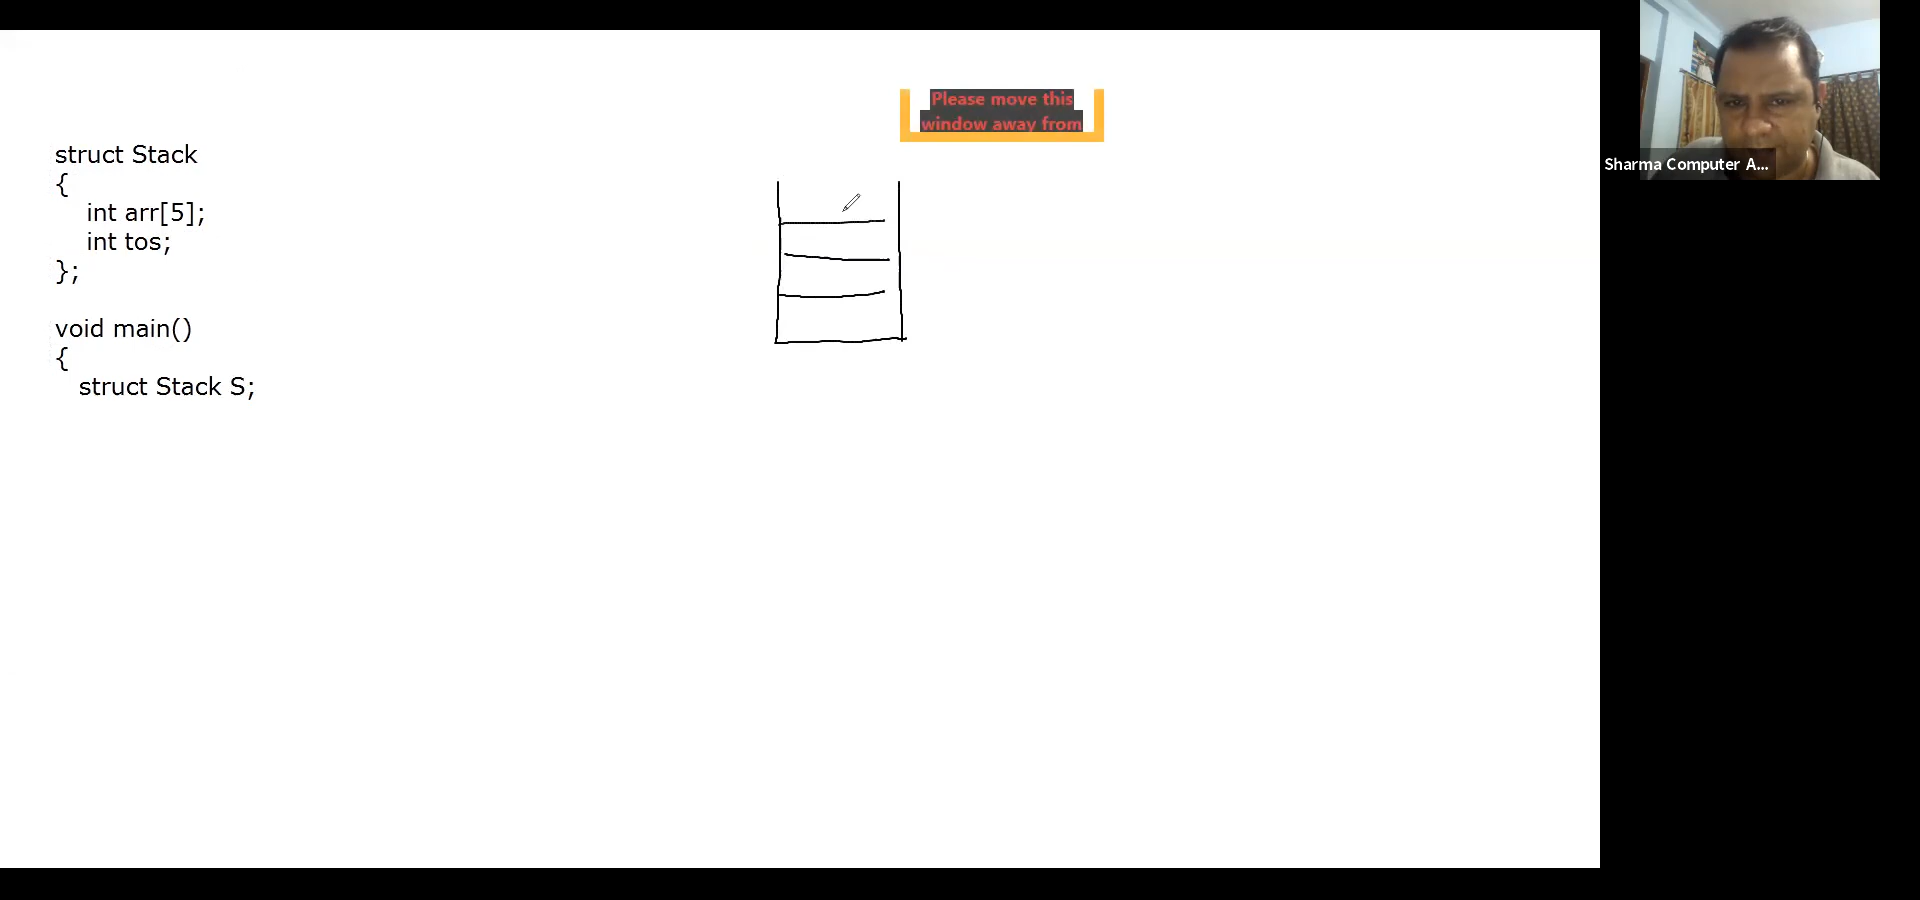 Please move this
window away from
struct Stack
{
int arr[5];
int tos;
};
void main()
{
struct Stack S;
Sharma Computer A...